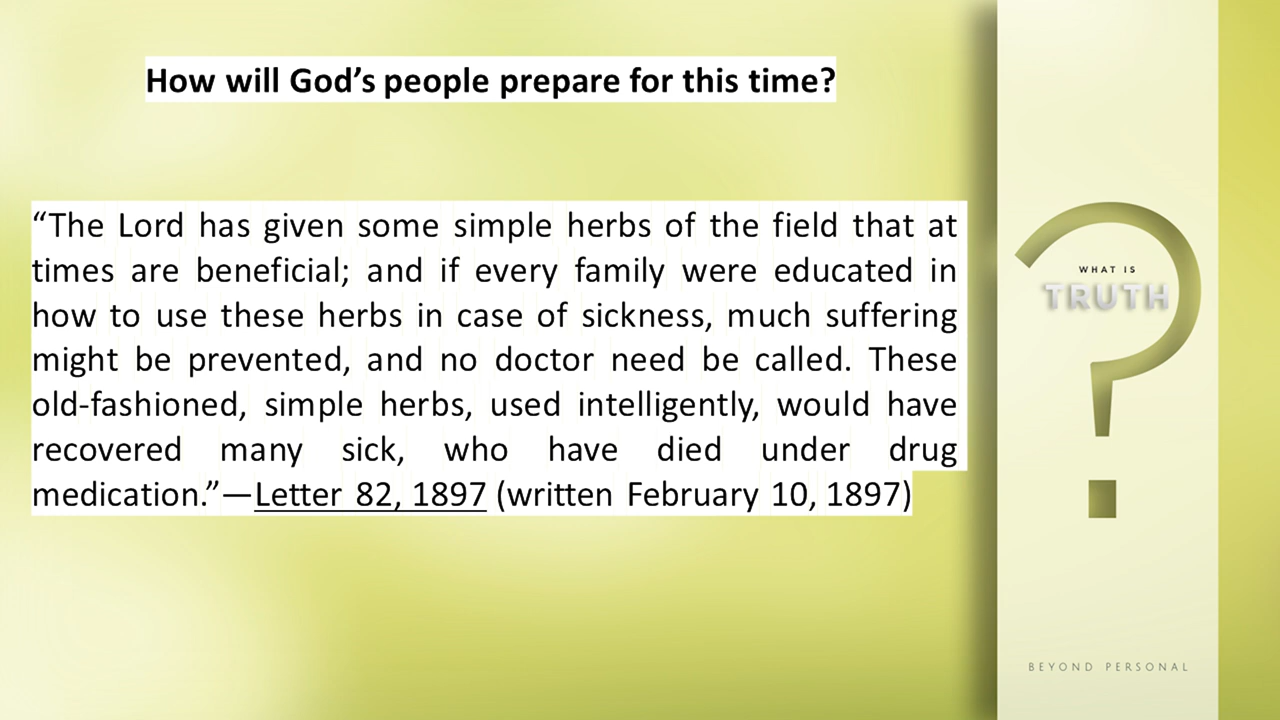 How will God’s people prepare for this time?
“The Lord has given some simple herbs of the field that at
times are beneficial; and if every family were educated in
how to use these herbs in case of sickness, much suffering
might be prevented, and no doctor need be called. These
old-fashioned, simple herbs, used intelligently, would have
recovered many sick, who have died under drug
medication.”—Letter 82, 1897 (written February 10, 1897)
WHAT IS
TRUTH
?
BEYOND PERSONAL